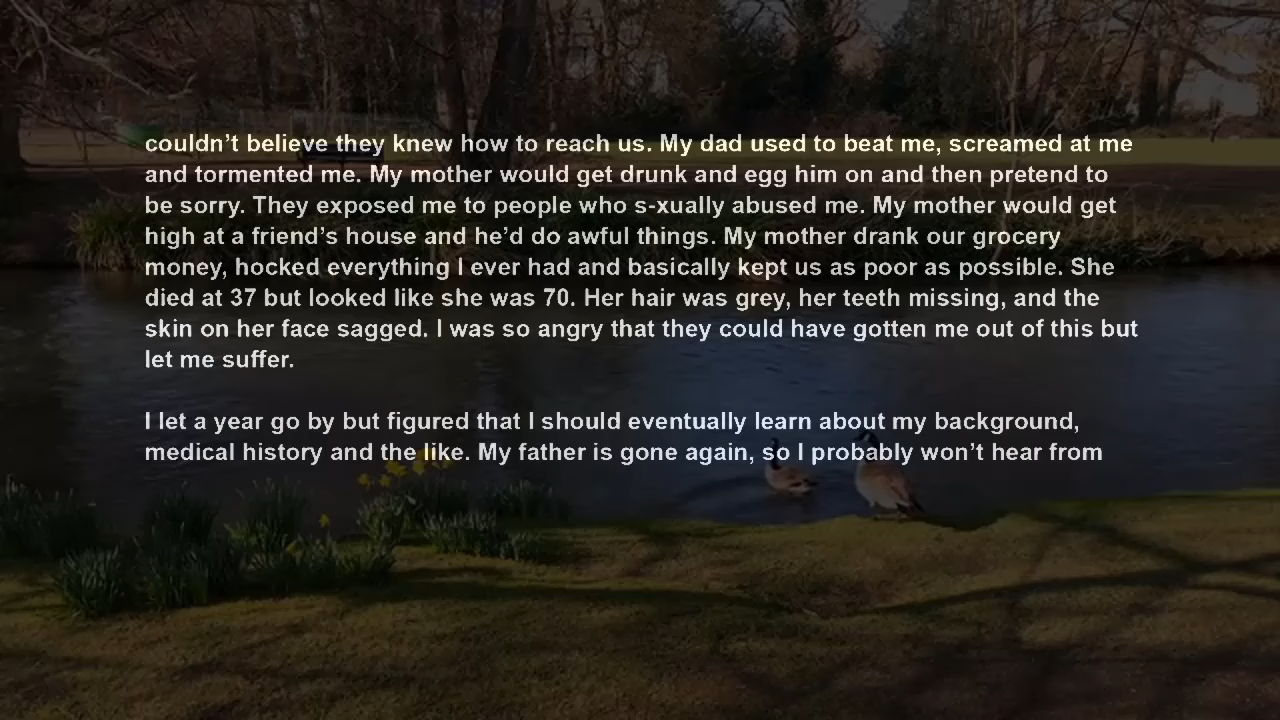 couldn’t believe they knew how to reach us. My dad used to beat me, screamed at me
and tormented me. My mother would get drunk and egg him on and then pretend to
be sorry. They exposed me to people who s-xually abused me. My mother would get
high at a friend’s house and he’d do awful things. My mother drank our grocery
money, hocked everything I ever had and basically kept us as poor as possible. She
died at 37 but looked like she was 70. Her hair was grey, her teeth missing, and the
skin on her face sagged. I was so angry that they could have gotten me out of this but
let me suffer.
I let a year go by but figured that I should eventually learn about my background,
medical history and the like. My father is gone again, so I probably won’t hear from